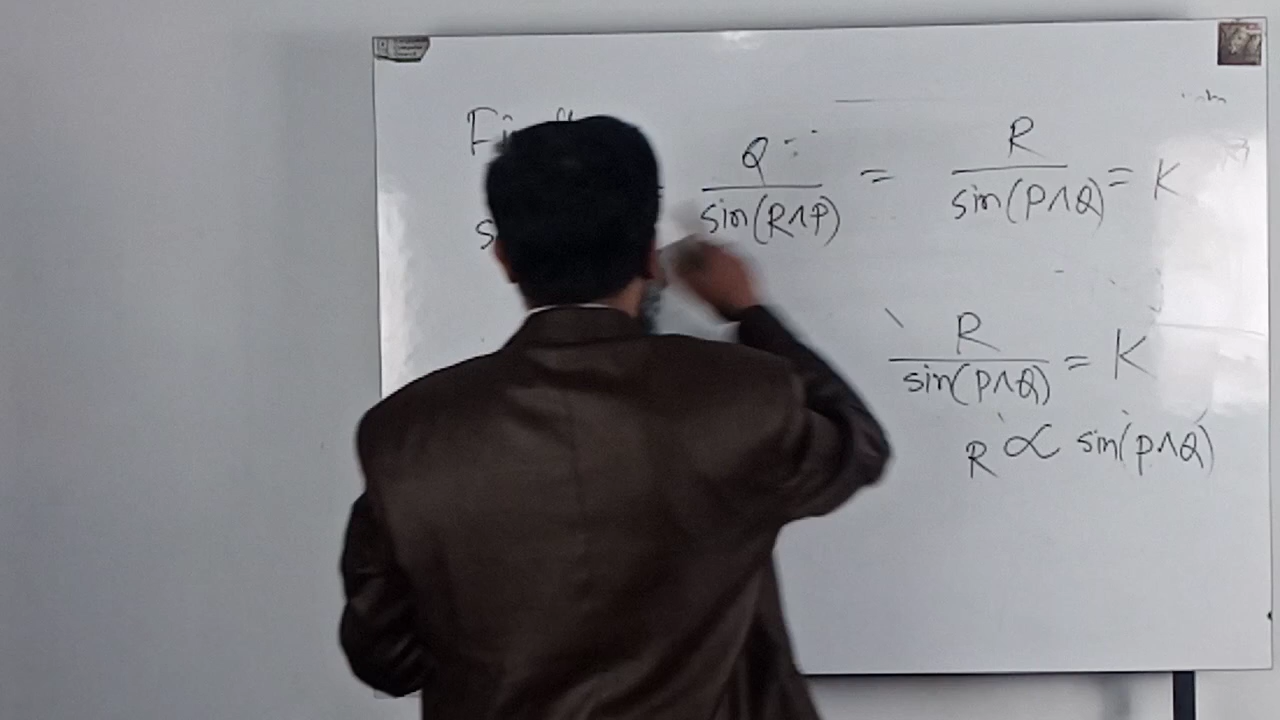 Q = R = K
sin(R∧P) sin(P∧Q)
R = K
sin(P∧Q)
R ∝ sin(P∧Q)